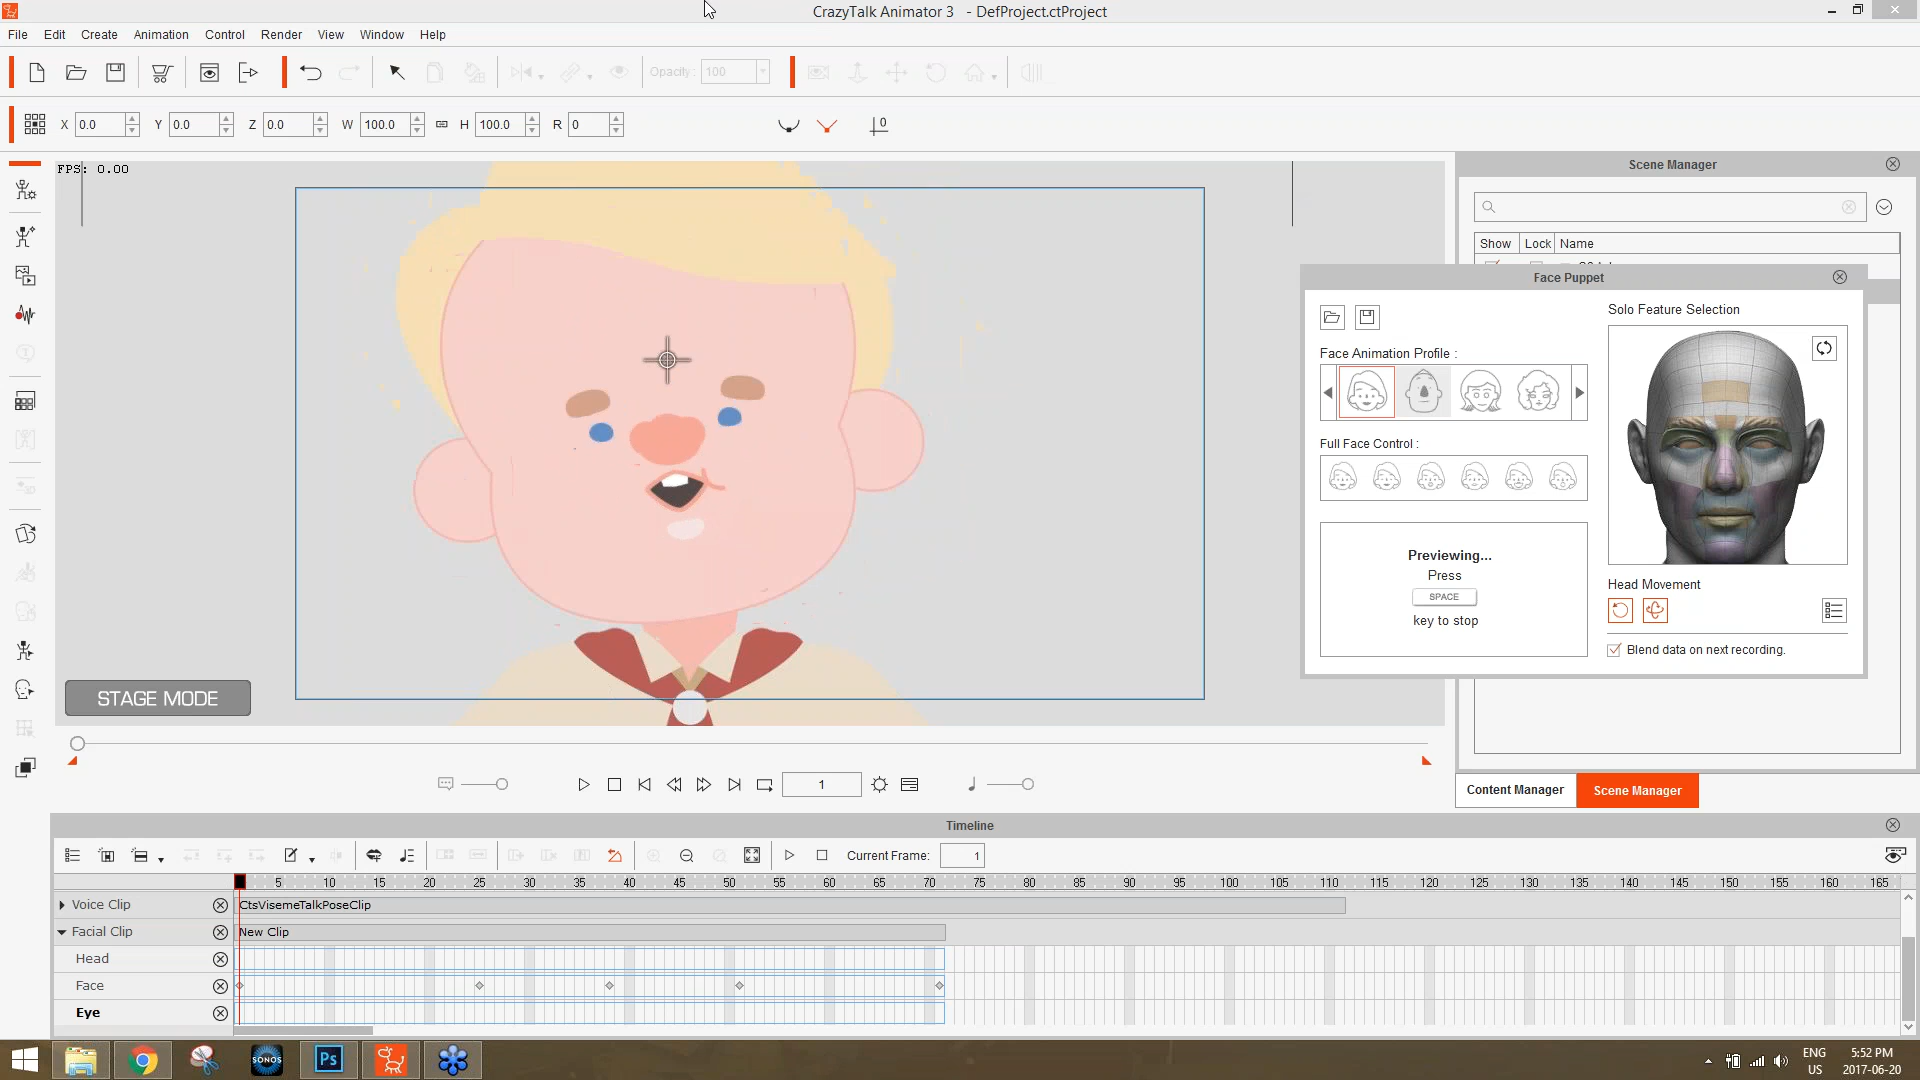 CrazyTalk Animator 3 - DefProject.ctProject
File Edit Create Animation Control Render View Window Help
Opacity : 100
X 0.0 Y 0.0 Z 0.0 W 100.0 H 100.0 R 0
0
FPS: 0.00
STAGE MODE
Scene Manager
Show Lock Name
Face Puppet
Face Animation Profile :
Full Face Control :
Previewing...
Press
SPACE
key to stop
Solo Feature Selection
Head Movement
Blend data on next recording.
1
Content Manager Scene Manager
Timeline
Current Frame: 1
5 10 15 20 25 30 35 40 45 50 55 60 65 70 75 80 85 90 95 100 105 110 115 120 125 130 135 140 145 150 155 160 165
Voice Clip CtsVisemeTalkPoseClip
Facial Clip New Clip
Head
Face
Eye
SONOS
Ps
ENG
US
5:52 PM
2017-06-20